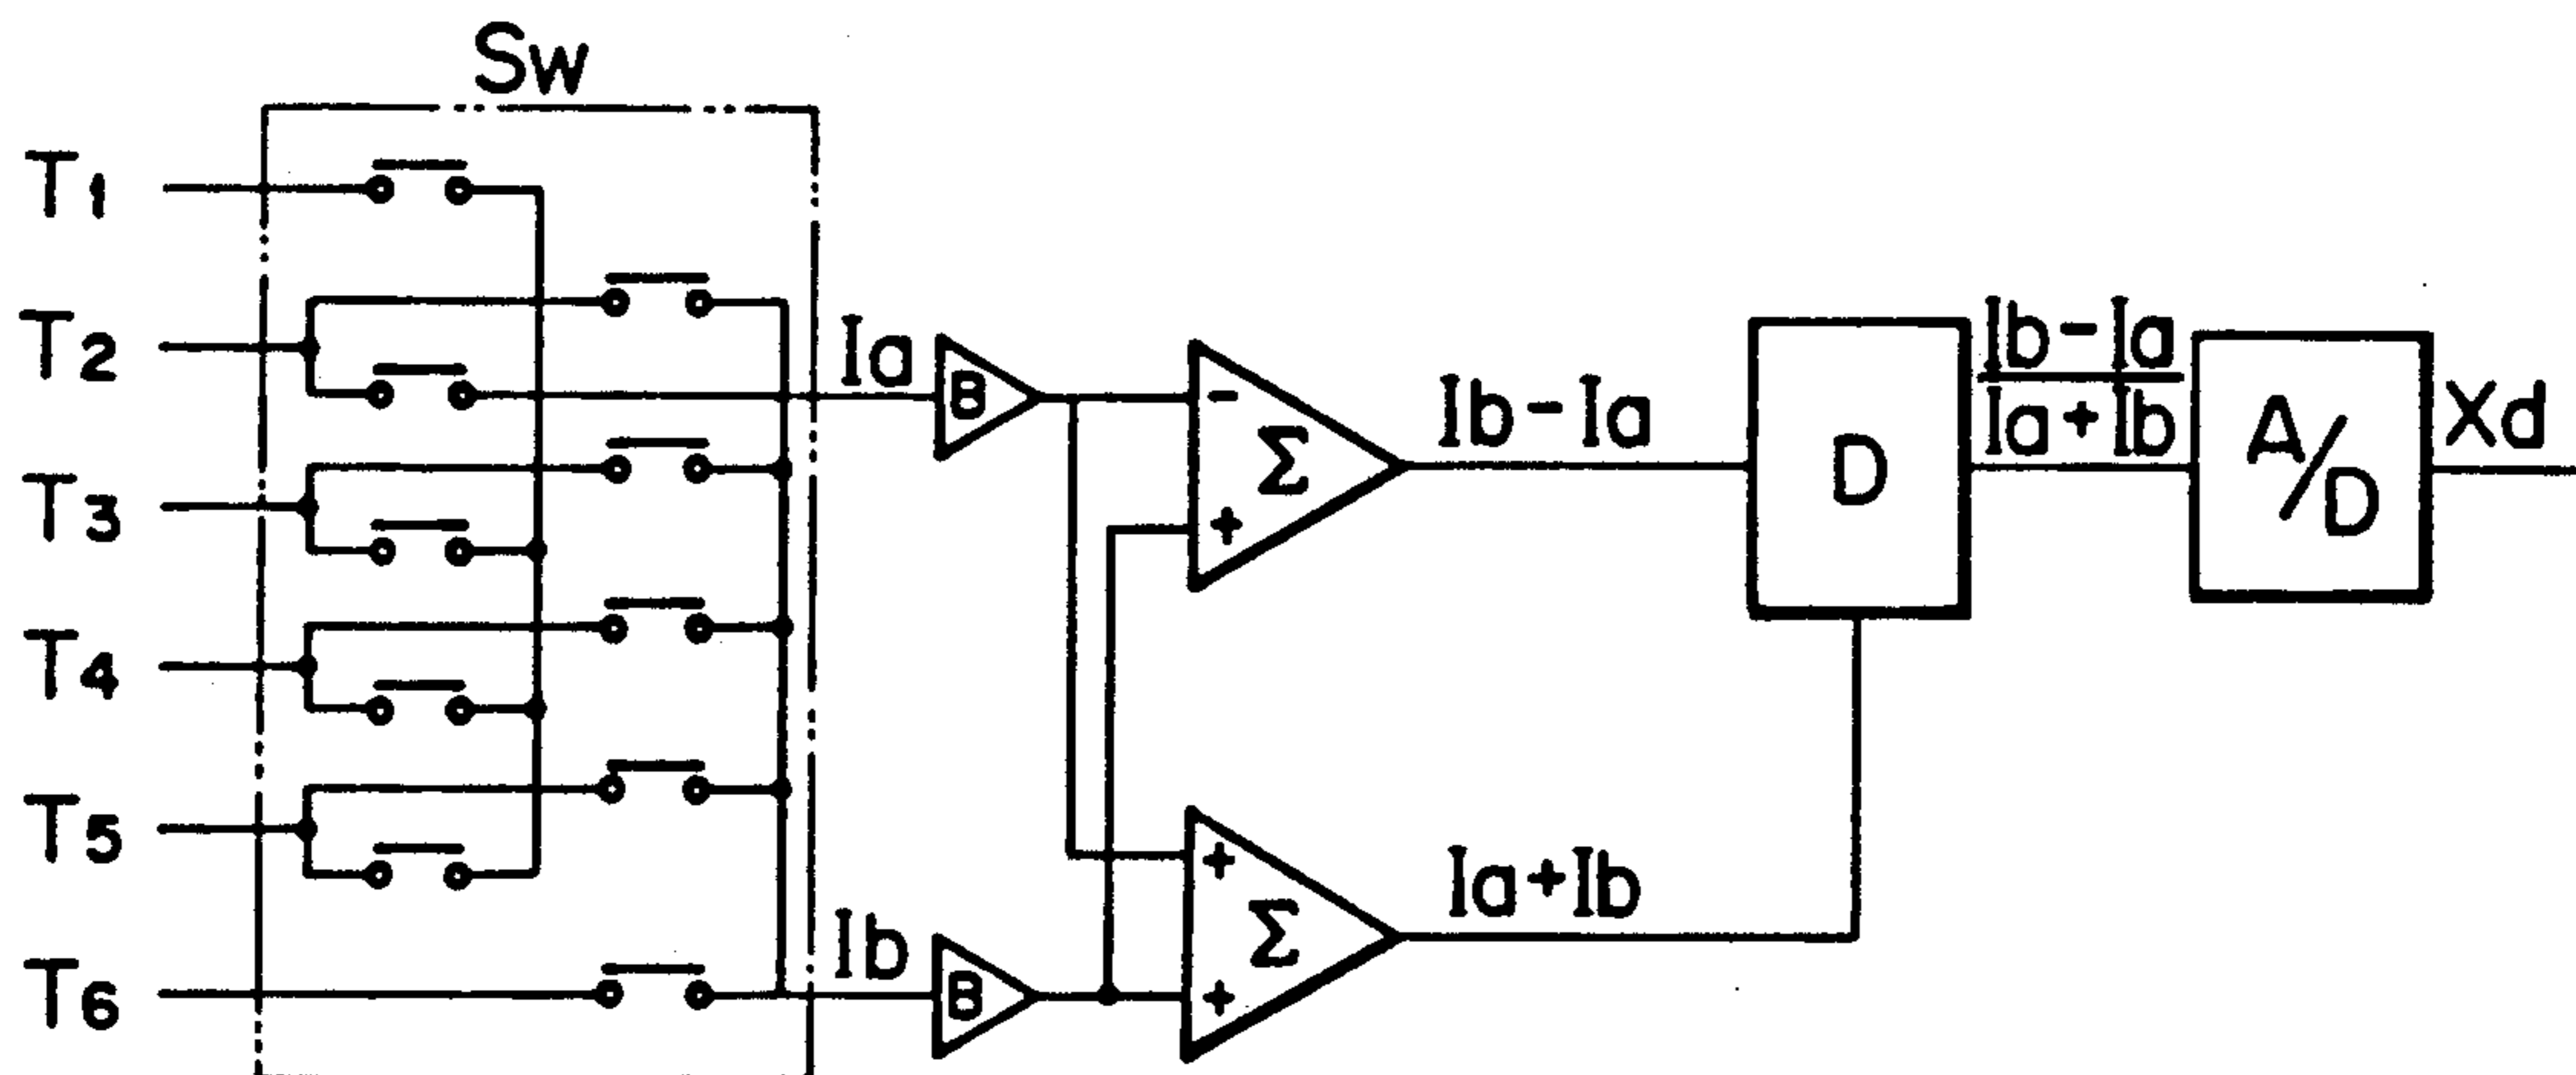 Sw
T1
T2
T3
T4
T5
T6
Ia
Ib
B
B
-
Σ
+
+
Σ
+
Ib-Ia
Ia+Ib
D
Ib-Ia
Ia+Ib
A/D
Xd